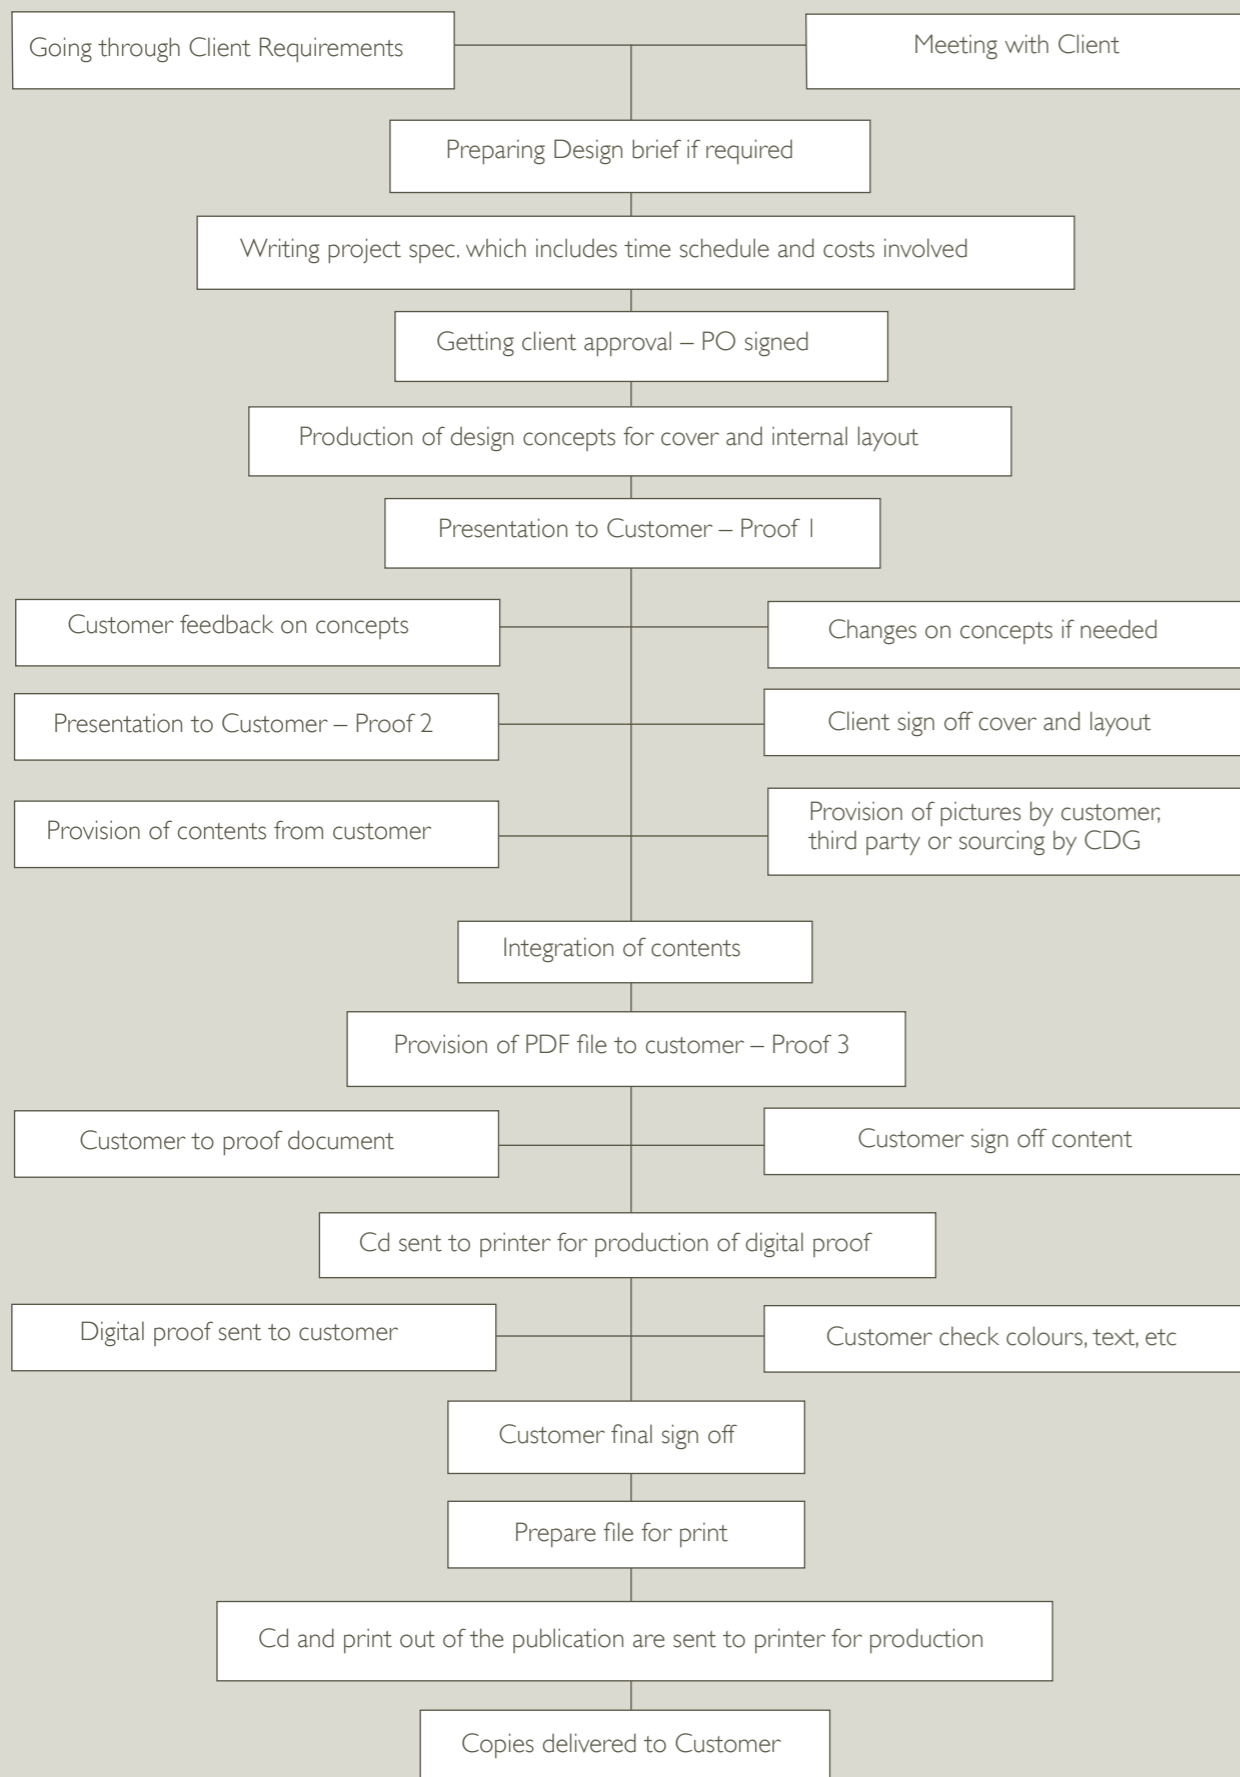 Going through Client Requirements
Meeting with Client
Preparing Design brief if required
Writing project spec. which includes time schedule and costs involved
Getting client approval – PO signed
Production of design concepts for cover and internal layout
Presentation to Customer – Proof 1
Customer feedback on concepts
Changes on concepts if needed
Presentation to Customer – Proof 2
Client sign off cover and layout
Provision of contents from customer
Provision of pictures by customer,
third party or sourcing by CDG
Integration of contents
Provision of PDF file to customer – Proof 3
Customer to proof document
Customer sign off content
Cd sent to printer for production of digital proof
Digital proof sent to customer
Customer check colours, text, etc
Customer final sign off
Prepare file for print
Cd and print out of the publication are sent to printer for production
Copies delivered to Customer